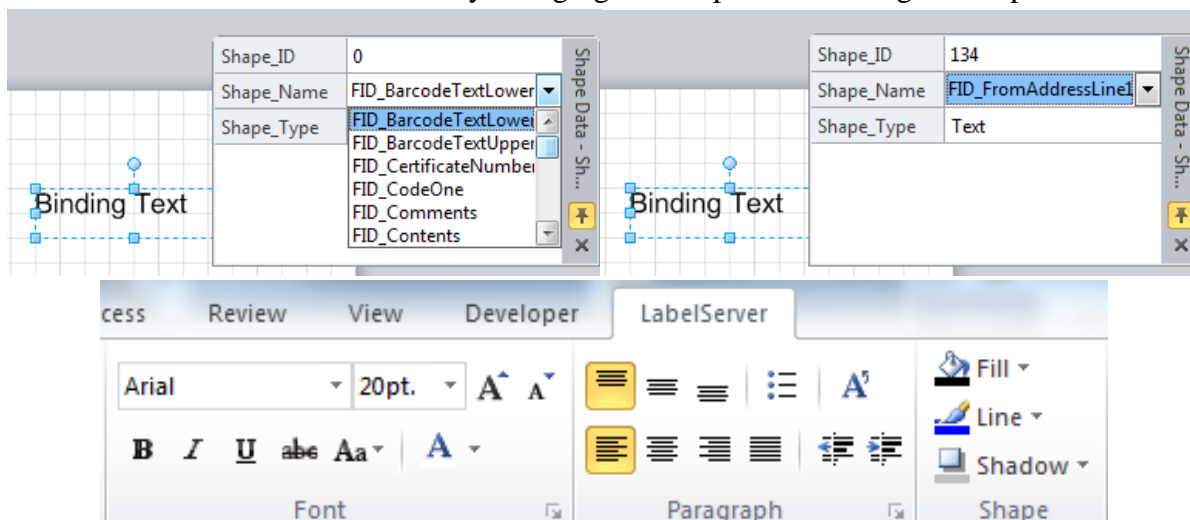 Shape_ID 0
Shape_Name FID_BarcodeTextLower
Shape_Type
FID_BarcodeTextLower
FID_BarcodeTextUpper
FID_CertificateNumber
FID_CodeOne
FID_Comments
FID_Contents
Binding Text
Shape Data - Sh...
Shape_ID 134
Shape_Name FID_FromAddressLine1
Shape_Type Text
Binding Text
Shape Data - Sh...
cess Review View Developer LabelServer
Arial 20pt. A A
B I U abc Aa A
Font
A
Paragraph
Fill
Line
Shadow
Shape